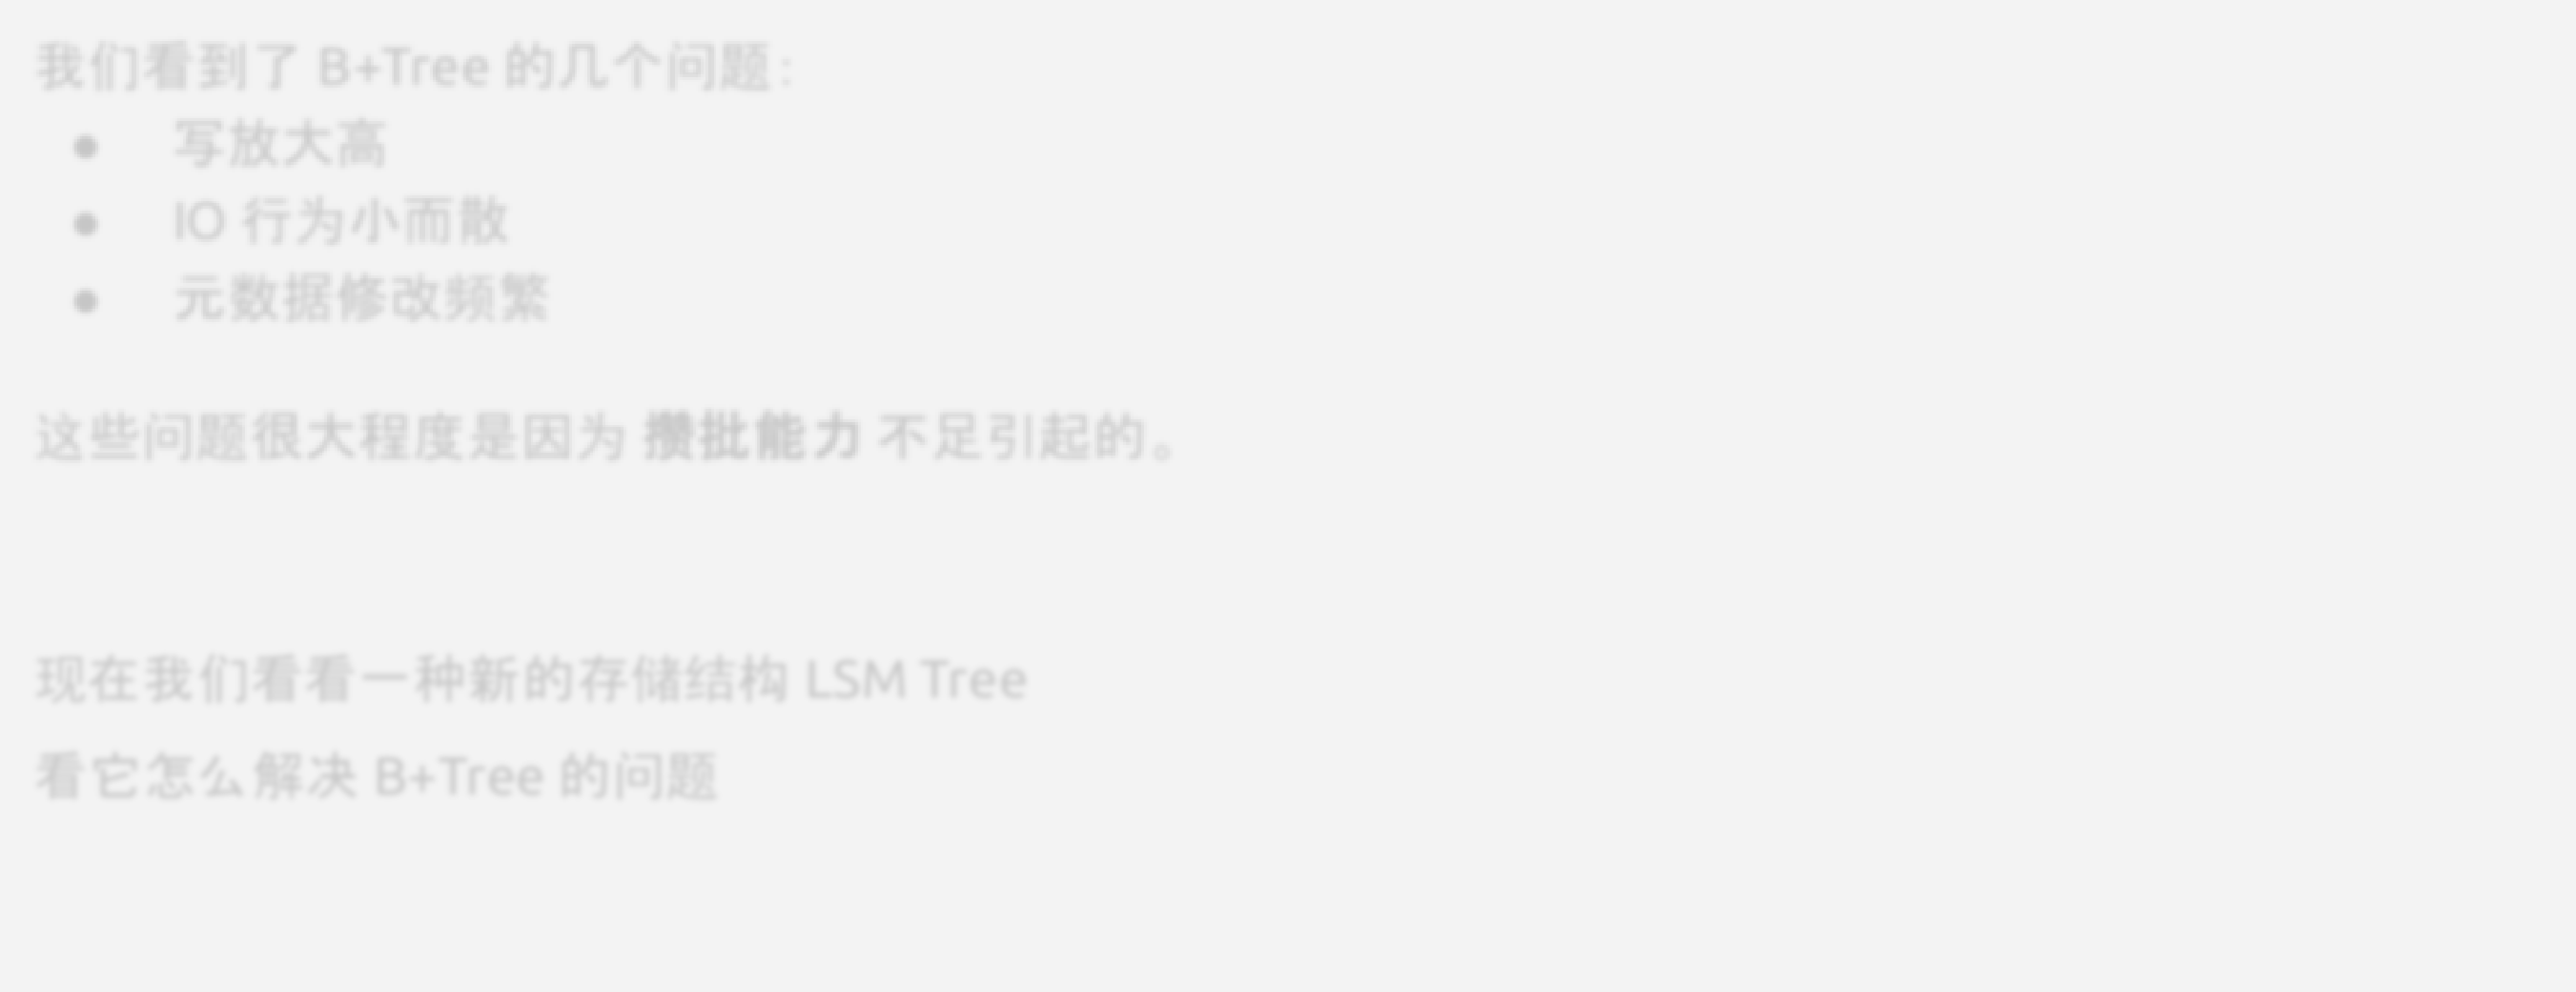 我们看到了 B+Tree 的几个问题：
● 写放大高
● IO 行为小而散
● 元数据修改频繁
这些问题很大程度是因为 攒批能力 不足引起的。
现在我们看看一种新的存储结构 LSM Tree
看它怎么解决 B+Tree 的问题